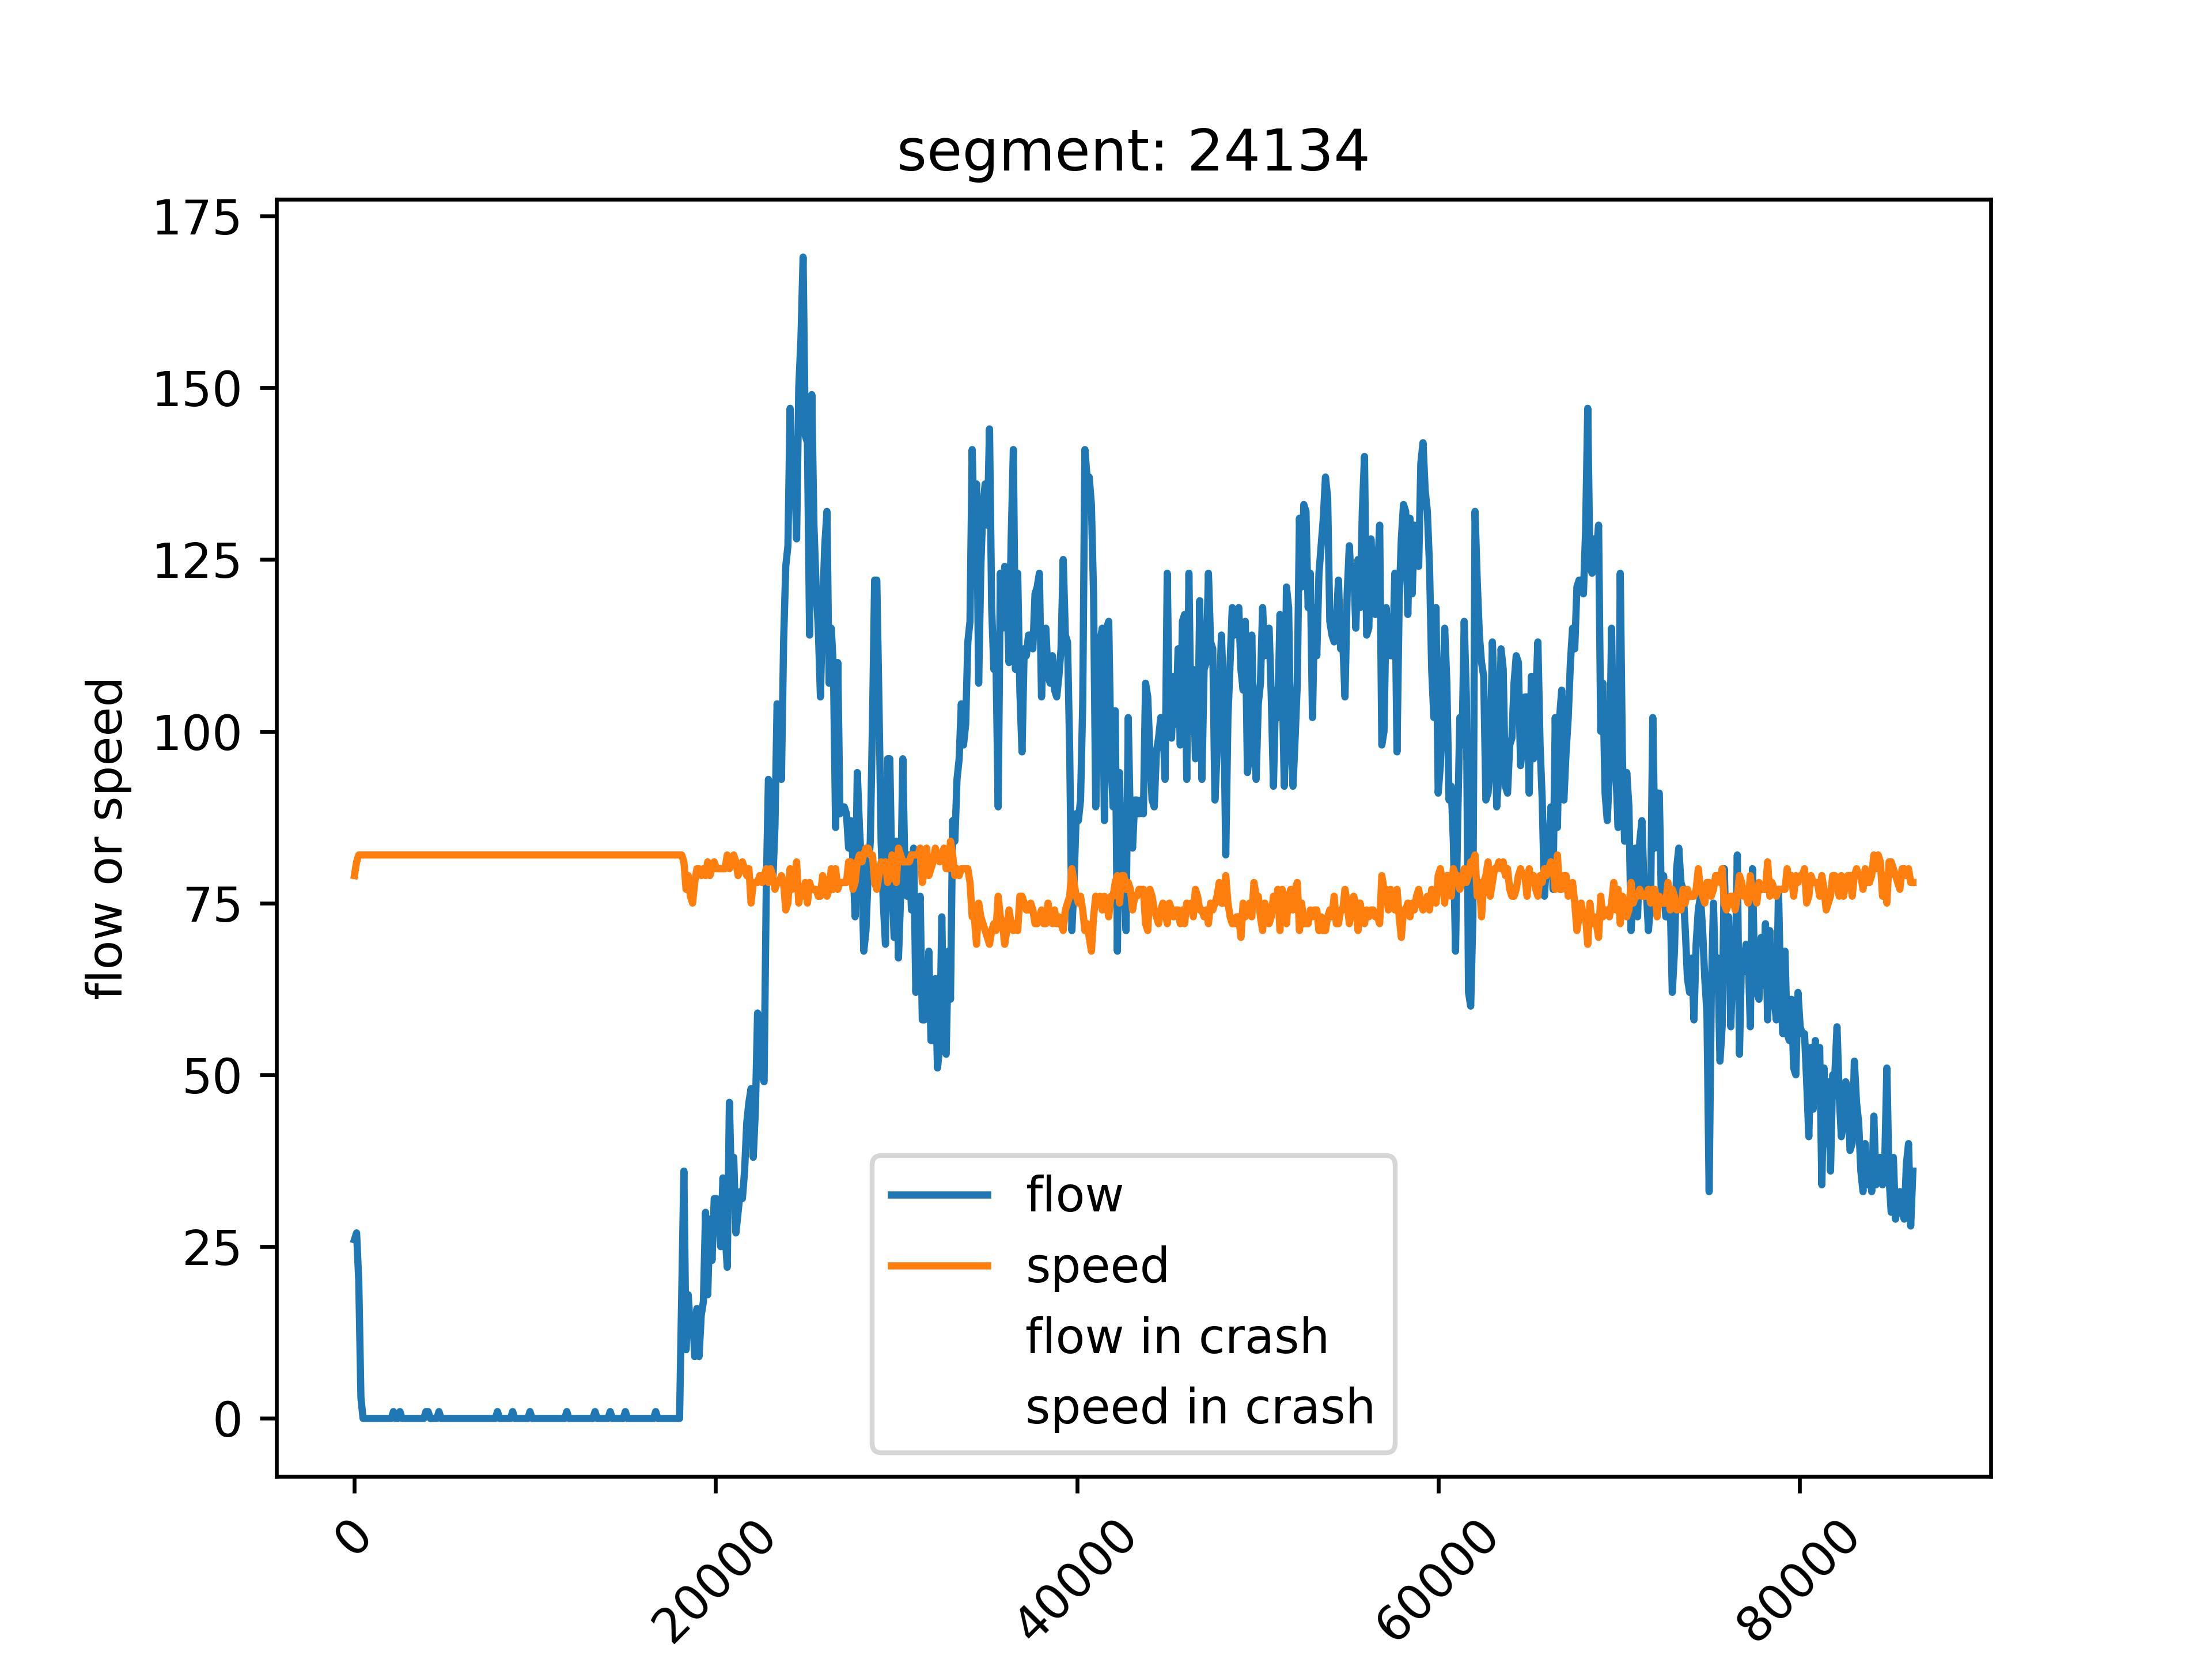 segment: 24134
175
150
125
100
75
50
25
0
flow or speed
flow
speed
flow in crash
speed in crash
0
20000
40000
60000
80000